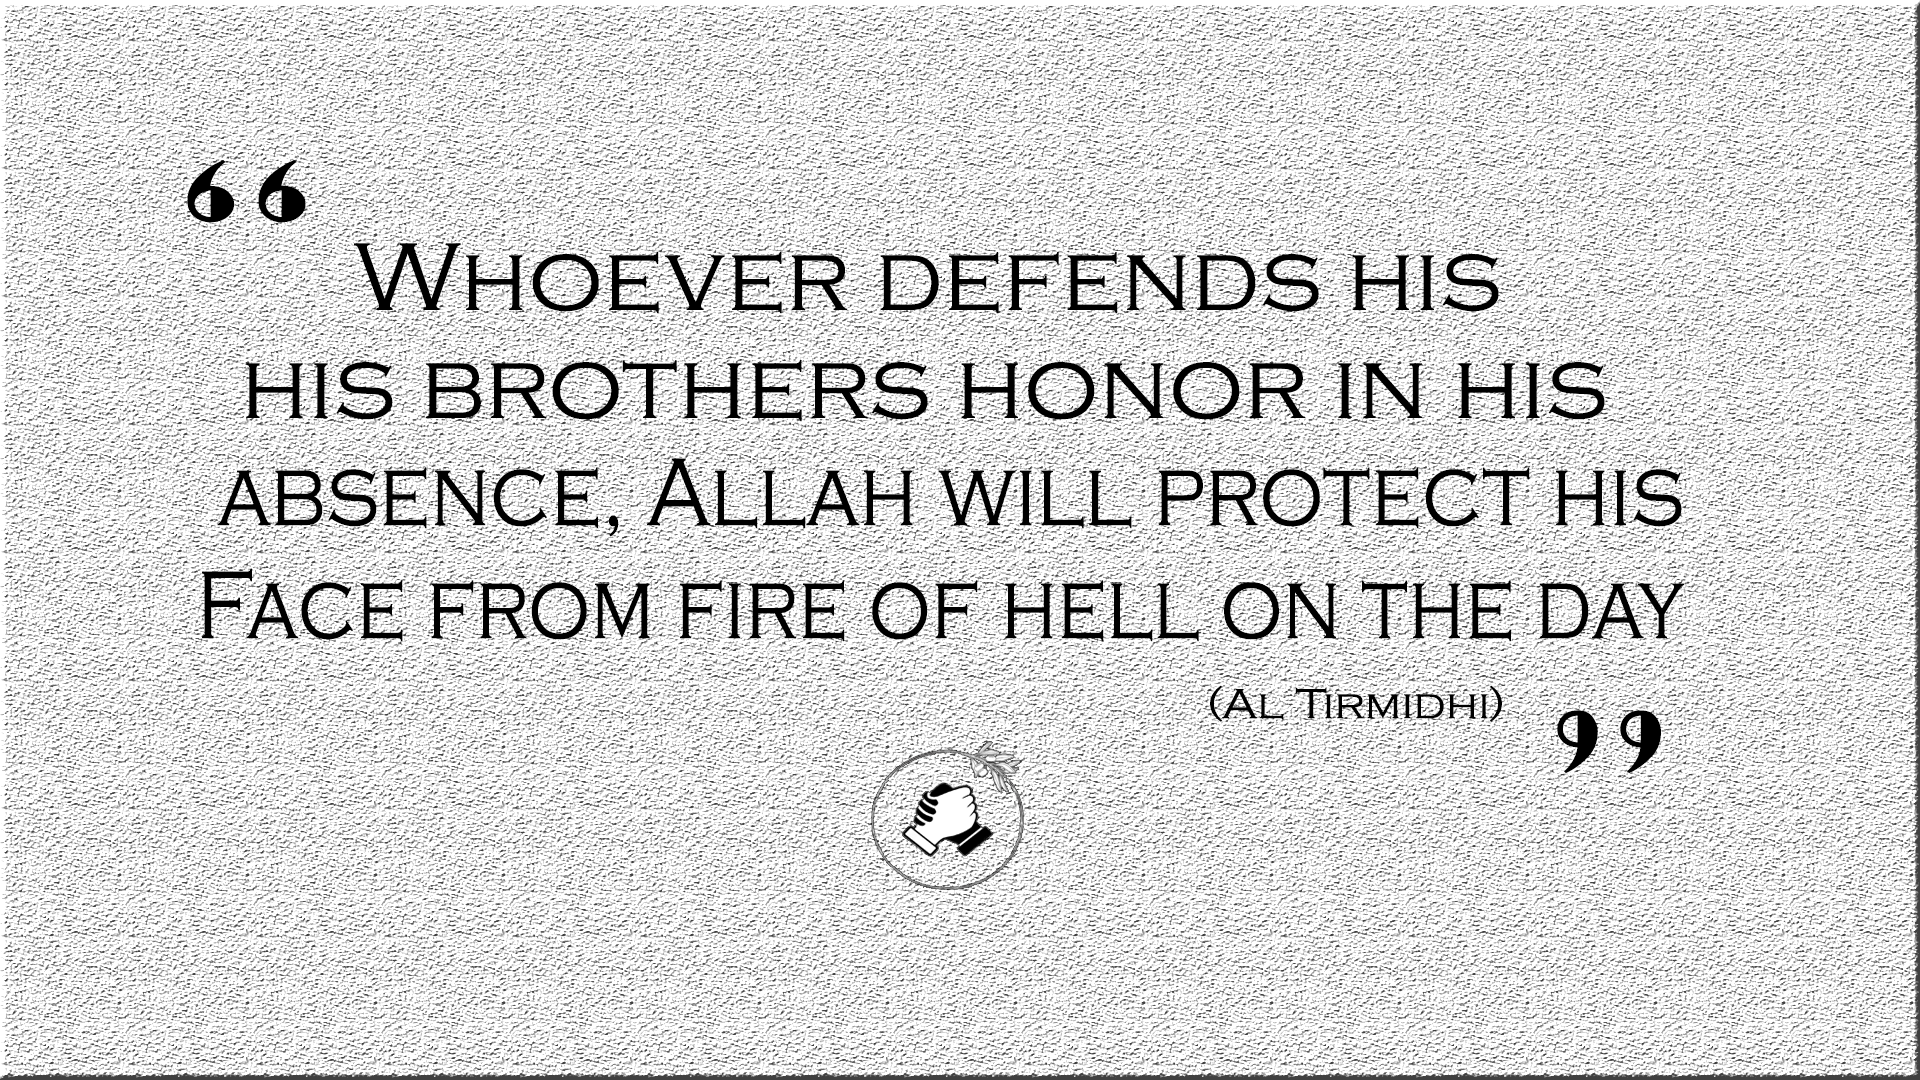 “
Whoever defends his
his brothers honor in his
absence, Allah will protect his
Face from fire of hell on the day
(Al Tirmidhi)
”